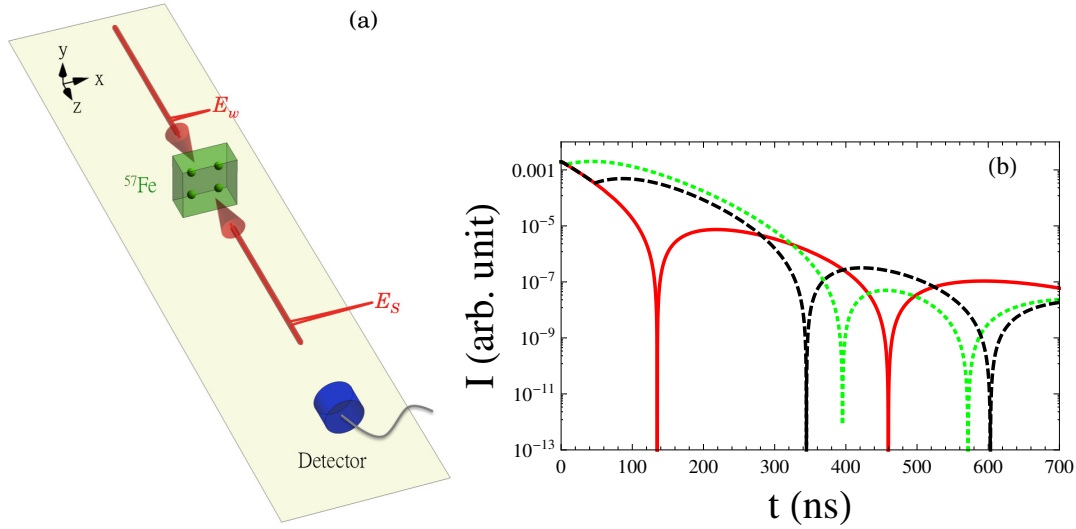 (a)
y
x
z
E_w
⁵⁷Fe
E_S
Detector
(b)
0.001
10⁻⁵
10⁻⁷
10⁻⁹
10⁻¹¹
10⁻¹³
I (arb. unit)
0 100 200 300 400 500 600 700
t (ns)